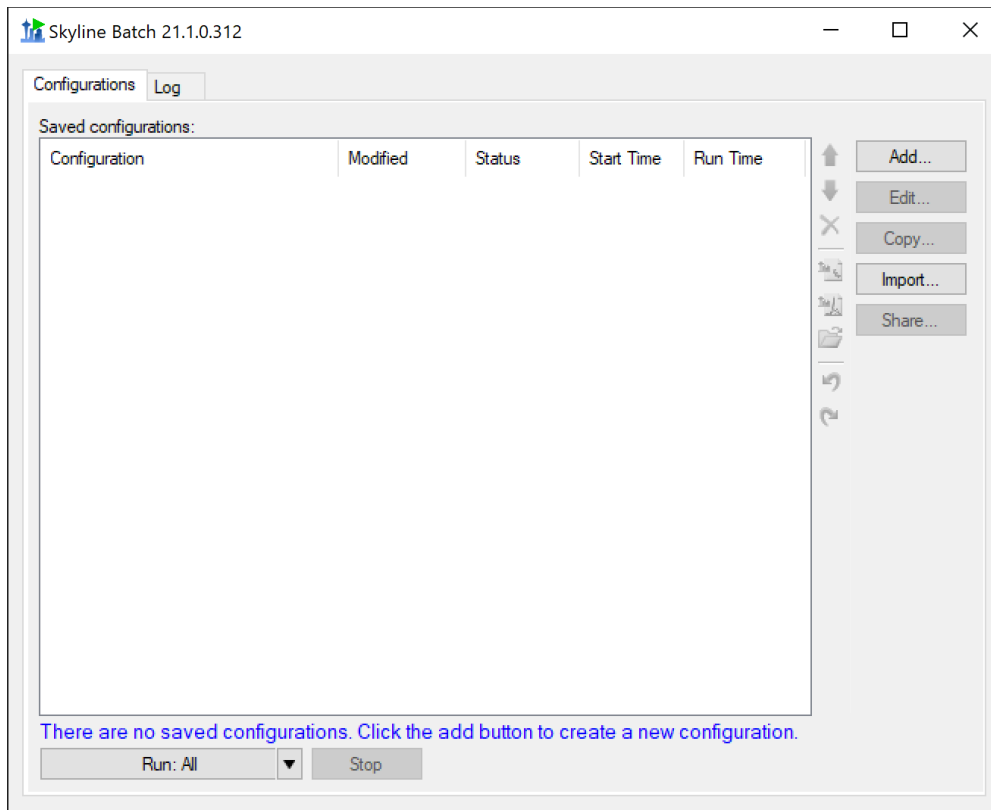 Skyline Batch 21.1.0.312
Configurations Log
Saved configurations:
Configuration Modified Status Start Time Run Time
Add...
Edit...
Copy...
Import...
Share...
There are no saved configurations. Click the add button to create a new configuration.
Run: All Stop